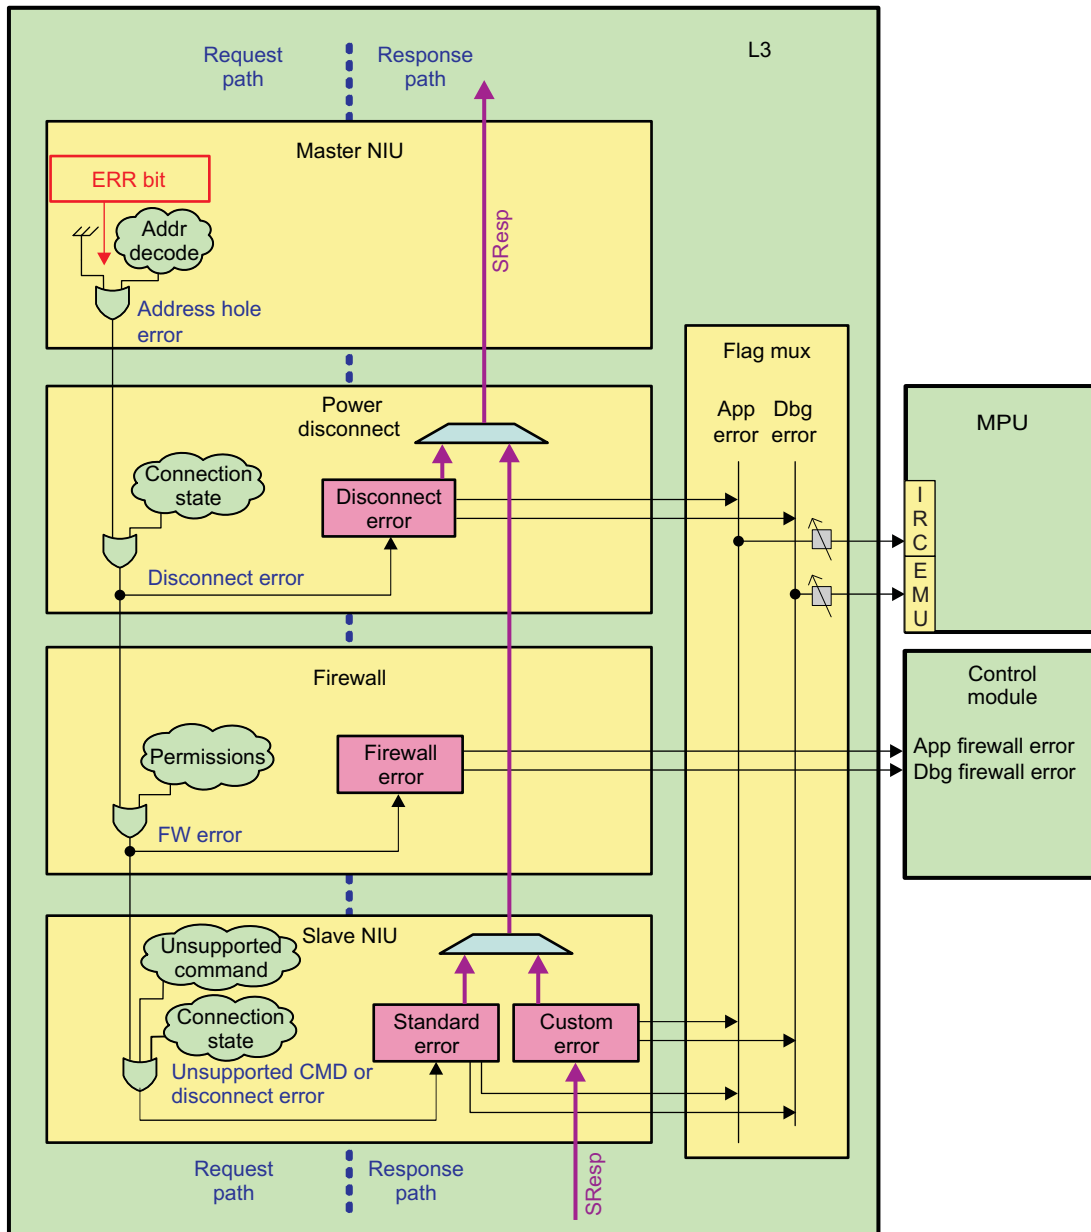 Request
path
Response
path
L3
Master NIU
ERR bit
Addr
decode
SResp
Address hole
error
Flag mux
App
error
Dbg
error
Power
disconnect
MPU
Connection
state
Disconnect
error
I
R
C
E
M
U
Disconnect error
Firewall
Control
module
Permissions
Firewall
error
App firewall error
Dbg firewall error
FW error
Slave NIU
Unsupported
command
Connection
state
Standard
error
Custom
error
Unsupported CMD or
disconnect error
Request
path
Response
path
SResp